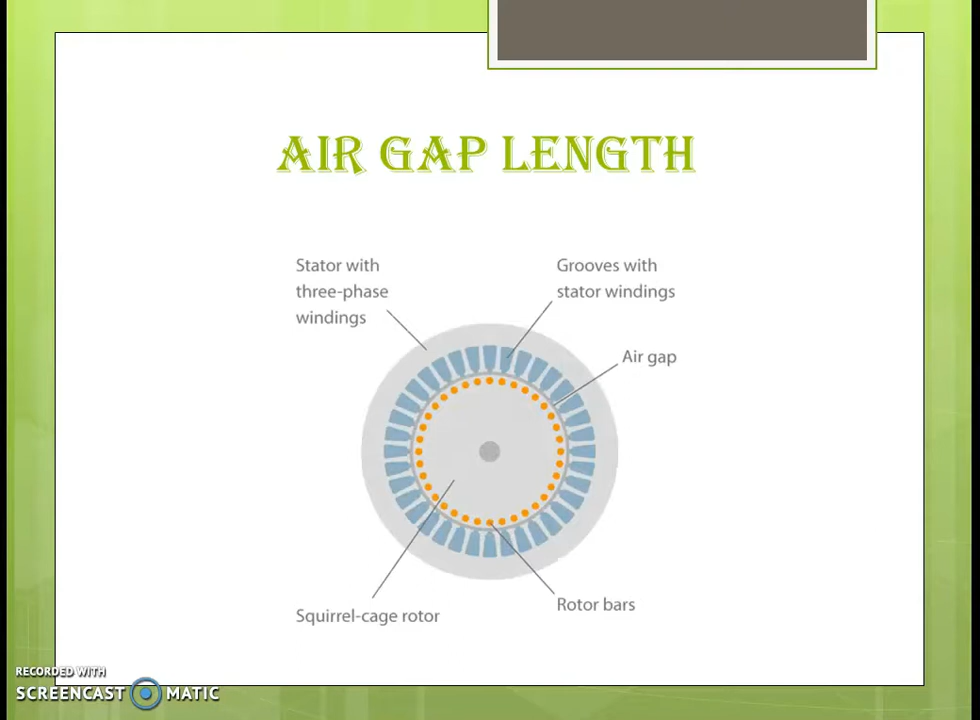 AIR GAP LENGTH
Stator with
three-phase
windings
Grooves with
stator windings
Air gap
Squirrel-cage rotor
Rotor bars
RECORDED WITH
SCREENCAST MATIC